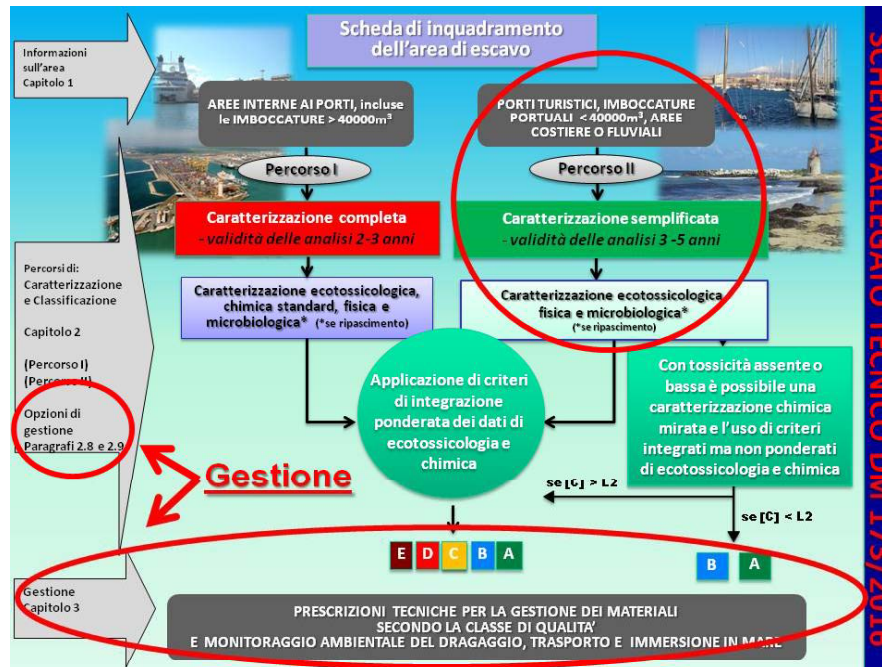 Scheda di inquadramento
dell'area di escavo
Informazioni
sull'area
Capitolo 1
AREE INTERNE AI PORTI, incluse
le IMBOCCATURE > 40000m³
PORTI TURISTICI, IMBOCCATURE
PORTUALI < 40000m³, AREE
COSTIERE O FLUVIALI
Percorso I
Percorso II
Caratterizzazione completa
- validità delle analisi 2-3 anni
Caratterizzazione semplificata
- validità delle analisi 3 -5 anni
Percorsi di:
Caratterizzazione
e Classificazione
Capitolo 2
(Percorso I)
(Percorso II)
Opzioni di
gestione
Paragrafi 2.8 e 2.9
Caratterizzazione ecotossicologica,
chimica standard, fisica e
microbiologica* (*se ripascimento)
Caratterizzazione ecotossicologica
fisica e microbiologica*
(*se ripascimento)
Applicazione di criteri
di integrazione
ponderata dei dati di
ecotossicologia e
chimica
Con tossicità assente o
bassa è possibile una
caratterizzazione chimica
mirata e l'uso di criteri
integrati ma non ponderati
di ecotossicologia e chimica
Gestione
se [C] > L2
se [C] < L2
E D C B A
B A
Gestione
Capitolo 3
PRESCRIZIONI TECNICHE PER LA GESTIONE DEI MATERIALI
SECONDO LA CLASSE DI QUALITA'
E MONITORAGGIO AMBIENTALE DEL DRAGAGGIO, TRASPORTO E IMMERSIONE IN MARE
SCHEMA ALLEGATO TECNICO DM 173/2016